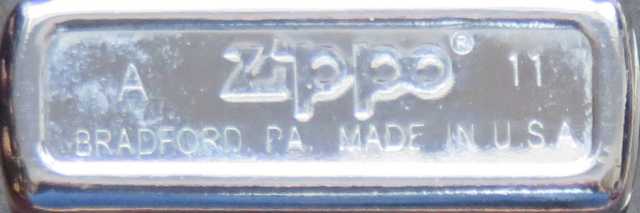 A zippo® 11
BRADFORD, PA. MADE IN U.S.A.